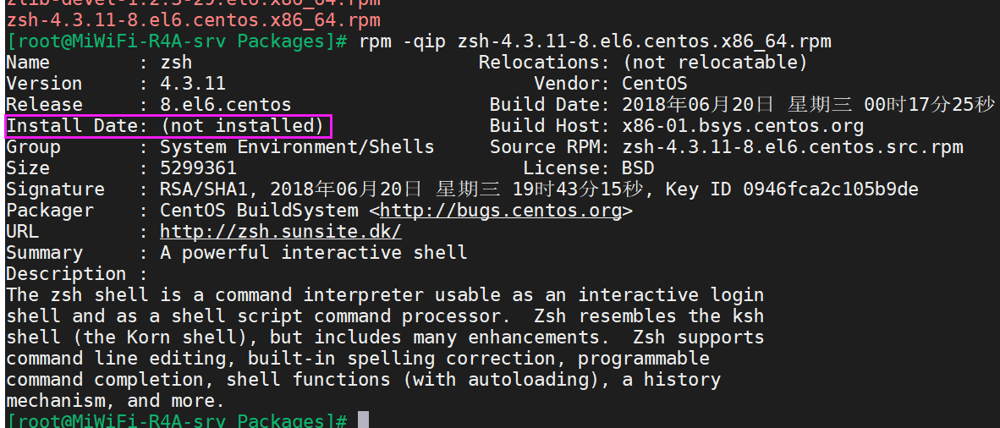 zlib-devel-1.2.3-29.el6.x86_64.rpm
zsh-4.3.11-8.el6.centos.x86_64.rpm
[root@MiWiFi-R4A-srv Packages]# rpm -qip zsh-4.3.11-8.el6.centos.x86_64.rpm
Name        : zsh                          Relocations: (not relocatable)
Version     : 4.3.11                            Vendor: CentOS
Release     : 8.el6.centos                  Build Date: 2018年06月20日 星期三 00时17分25秒
Install Date: (not installed)               Build Host: x86-01.bsys.centos.org
Group       : System Environment/Shells     Source RPM: zsh-4.3.11-8.el6.centos.src.rpm
Size        : 5299361                          License: BSD
Signature   : RSA/SHA1, 2018年06月20日 星期三 19时43分15秒, Key ID 0946fca2c105b9de
Packager    : CentOS BuildSystem <http://bugs.centos.org>
URL         : http://zsh.sunsite.dk/
Summary     : A powerful interactive shell
Description :
The zsh shell is a command interpreter usable as an interactive login
shell and as a shell script command processor.  Zsh resembles the ksh
shell (the Korn shell), but includes many enhancements.  Zsh supports
command line editing, built-in spelling correction, programmable
command completion, shell functions (with autoloading), a history
mechanism, and more.
[root@MiWiFi-R4A-srv Packages]#